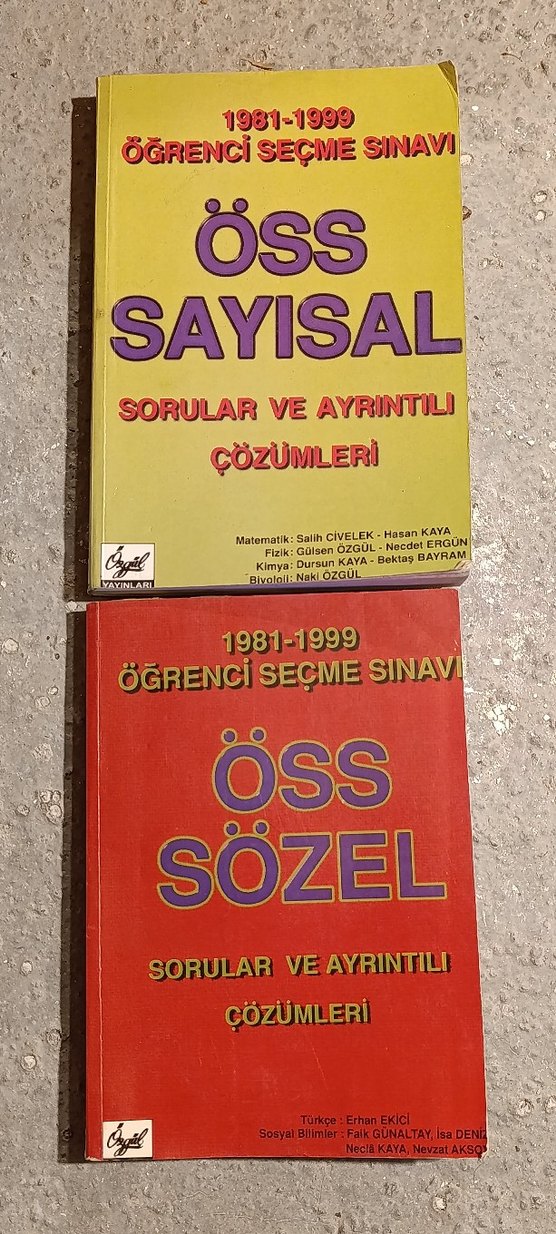 1981-1999
ÖĞRENCİ SEÇME SINAVI
ÖSS
SAYISAL
SORULAR VE AYRINTILI
ÇÖZÜMLERİ
Matematik: Salih CİVELEK - Hasan KAYA
Fizik: Gülsen ÖZGÜL - Necdet ERGÜN
Kimya: Dursun KAYA - Bektaş BAYRAM
Biyoloji: Naki ÖZGÜL
Özgül
YAYINLARI
1981-1999
ÖĞRENCİ SEÇME SINAVI
ÖSS
SÖZEL
SORULAR VE AYRINTILI
ÇÖZÜMLERİ
Türkçe : Erhan EKİCİ
Sosyal Bilimler : Faik GÜNALTAY, İsa DENİZ
Neclâ KAYA, Nevzat AKSOY
Özgül